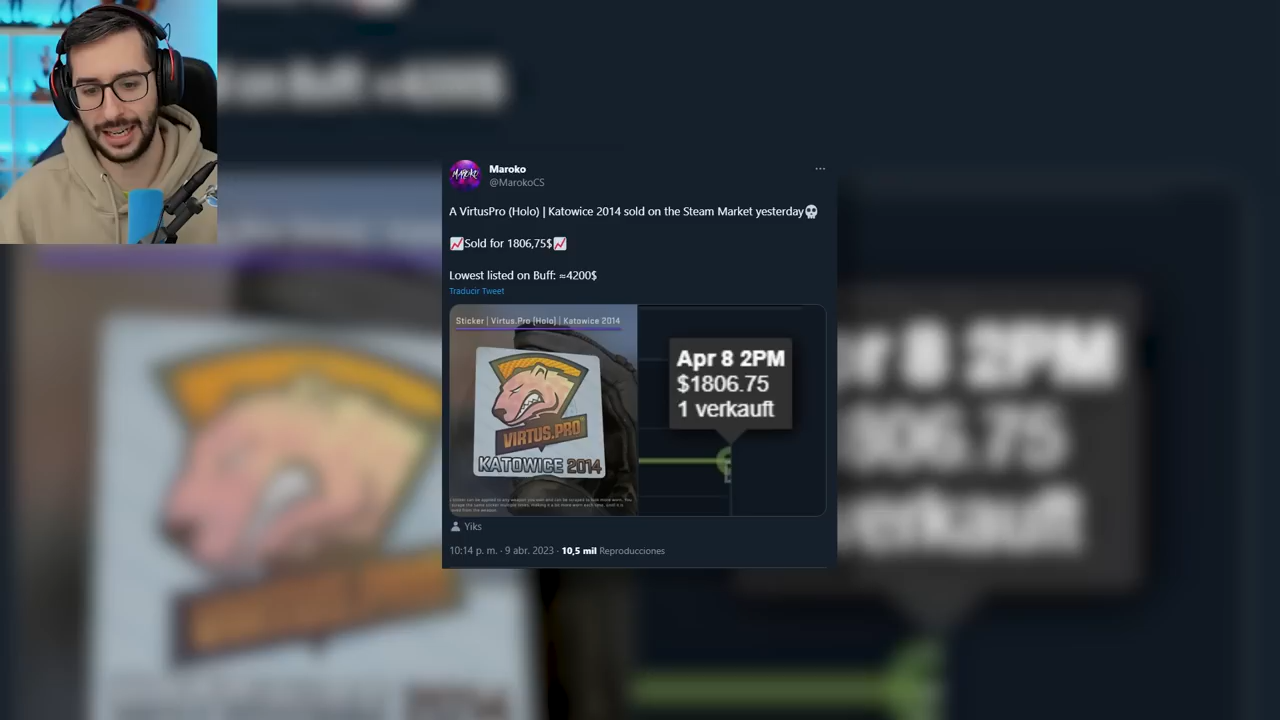 Maroko
@MarokoCS
A VirtusPro (Holo) | Katowice 2014 sold on the Steam Market yesterday💀
📈Sold for 1806,75$📈
Lowest listed on Buff: ≈4200$
Traducir Tweet
Sticker | Virtus.Pro (Holo) | Katowice 2014
VIRTUS.PRO
KATOWICE 2014
Apr 8 2PM
$1806.75
1 verkauft
Yiks
10:14 p. m. · 9 abr. 2023 · 10,5 mil Reproducciones